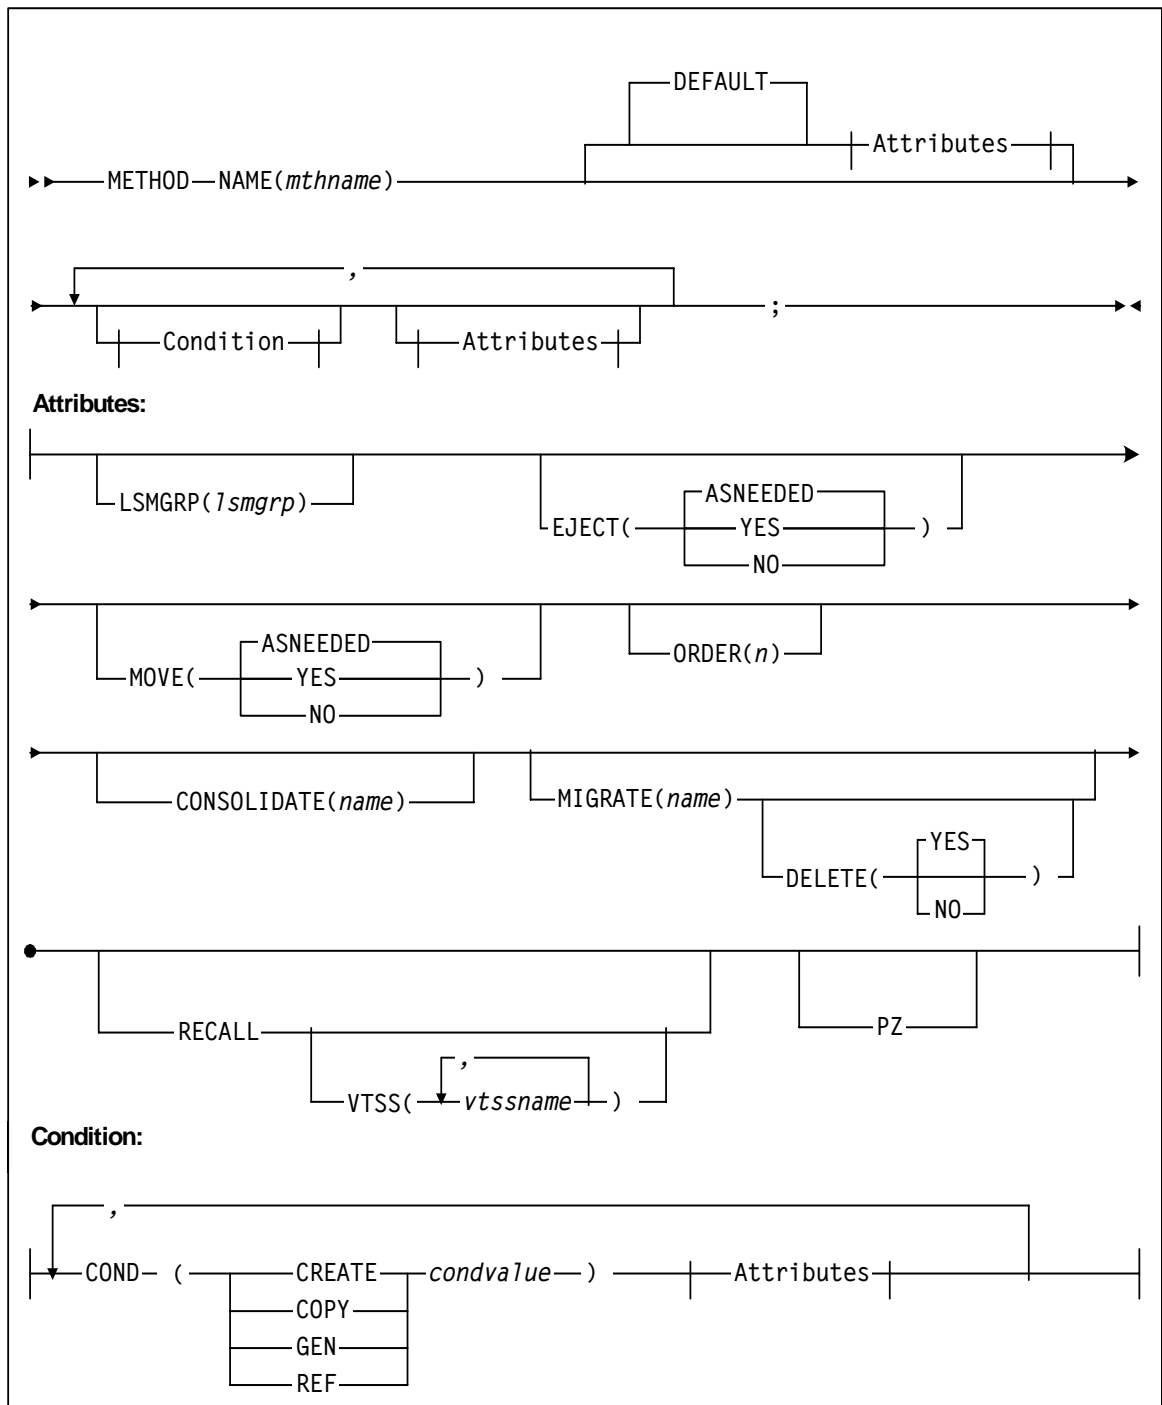 DEFAULT
Attributes
METHOD NAME(mthname)
,
;
Condition
Attributes
Attributes:
LSMGRP(lsmgrp)
ASNEEDED
EJECT( YES )
NO
ASNEEDED
ORDER(n)
MOVE( YES )
NO
CONSOLIDATE(name)
MIGRATE(name)
YES
DELETE( )
NO
RECALL
PZ
,
VTSS( vtssname )
Condition:
,
COND ( CREATE condvalue ) Attributes
COPY
GEN
REF